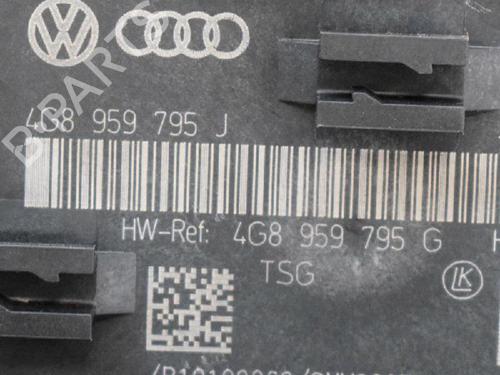 4G8 959 795 J
HW-Ref: 4G8 959 795 G H
TSG
LK
B-PARTS